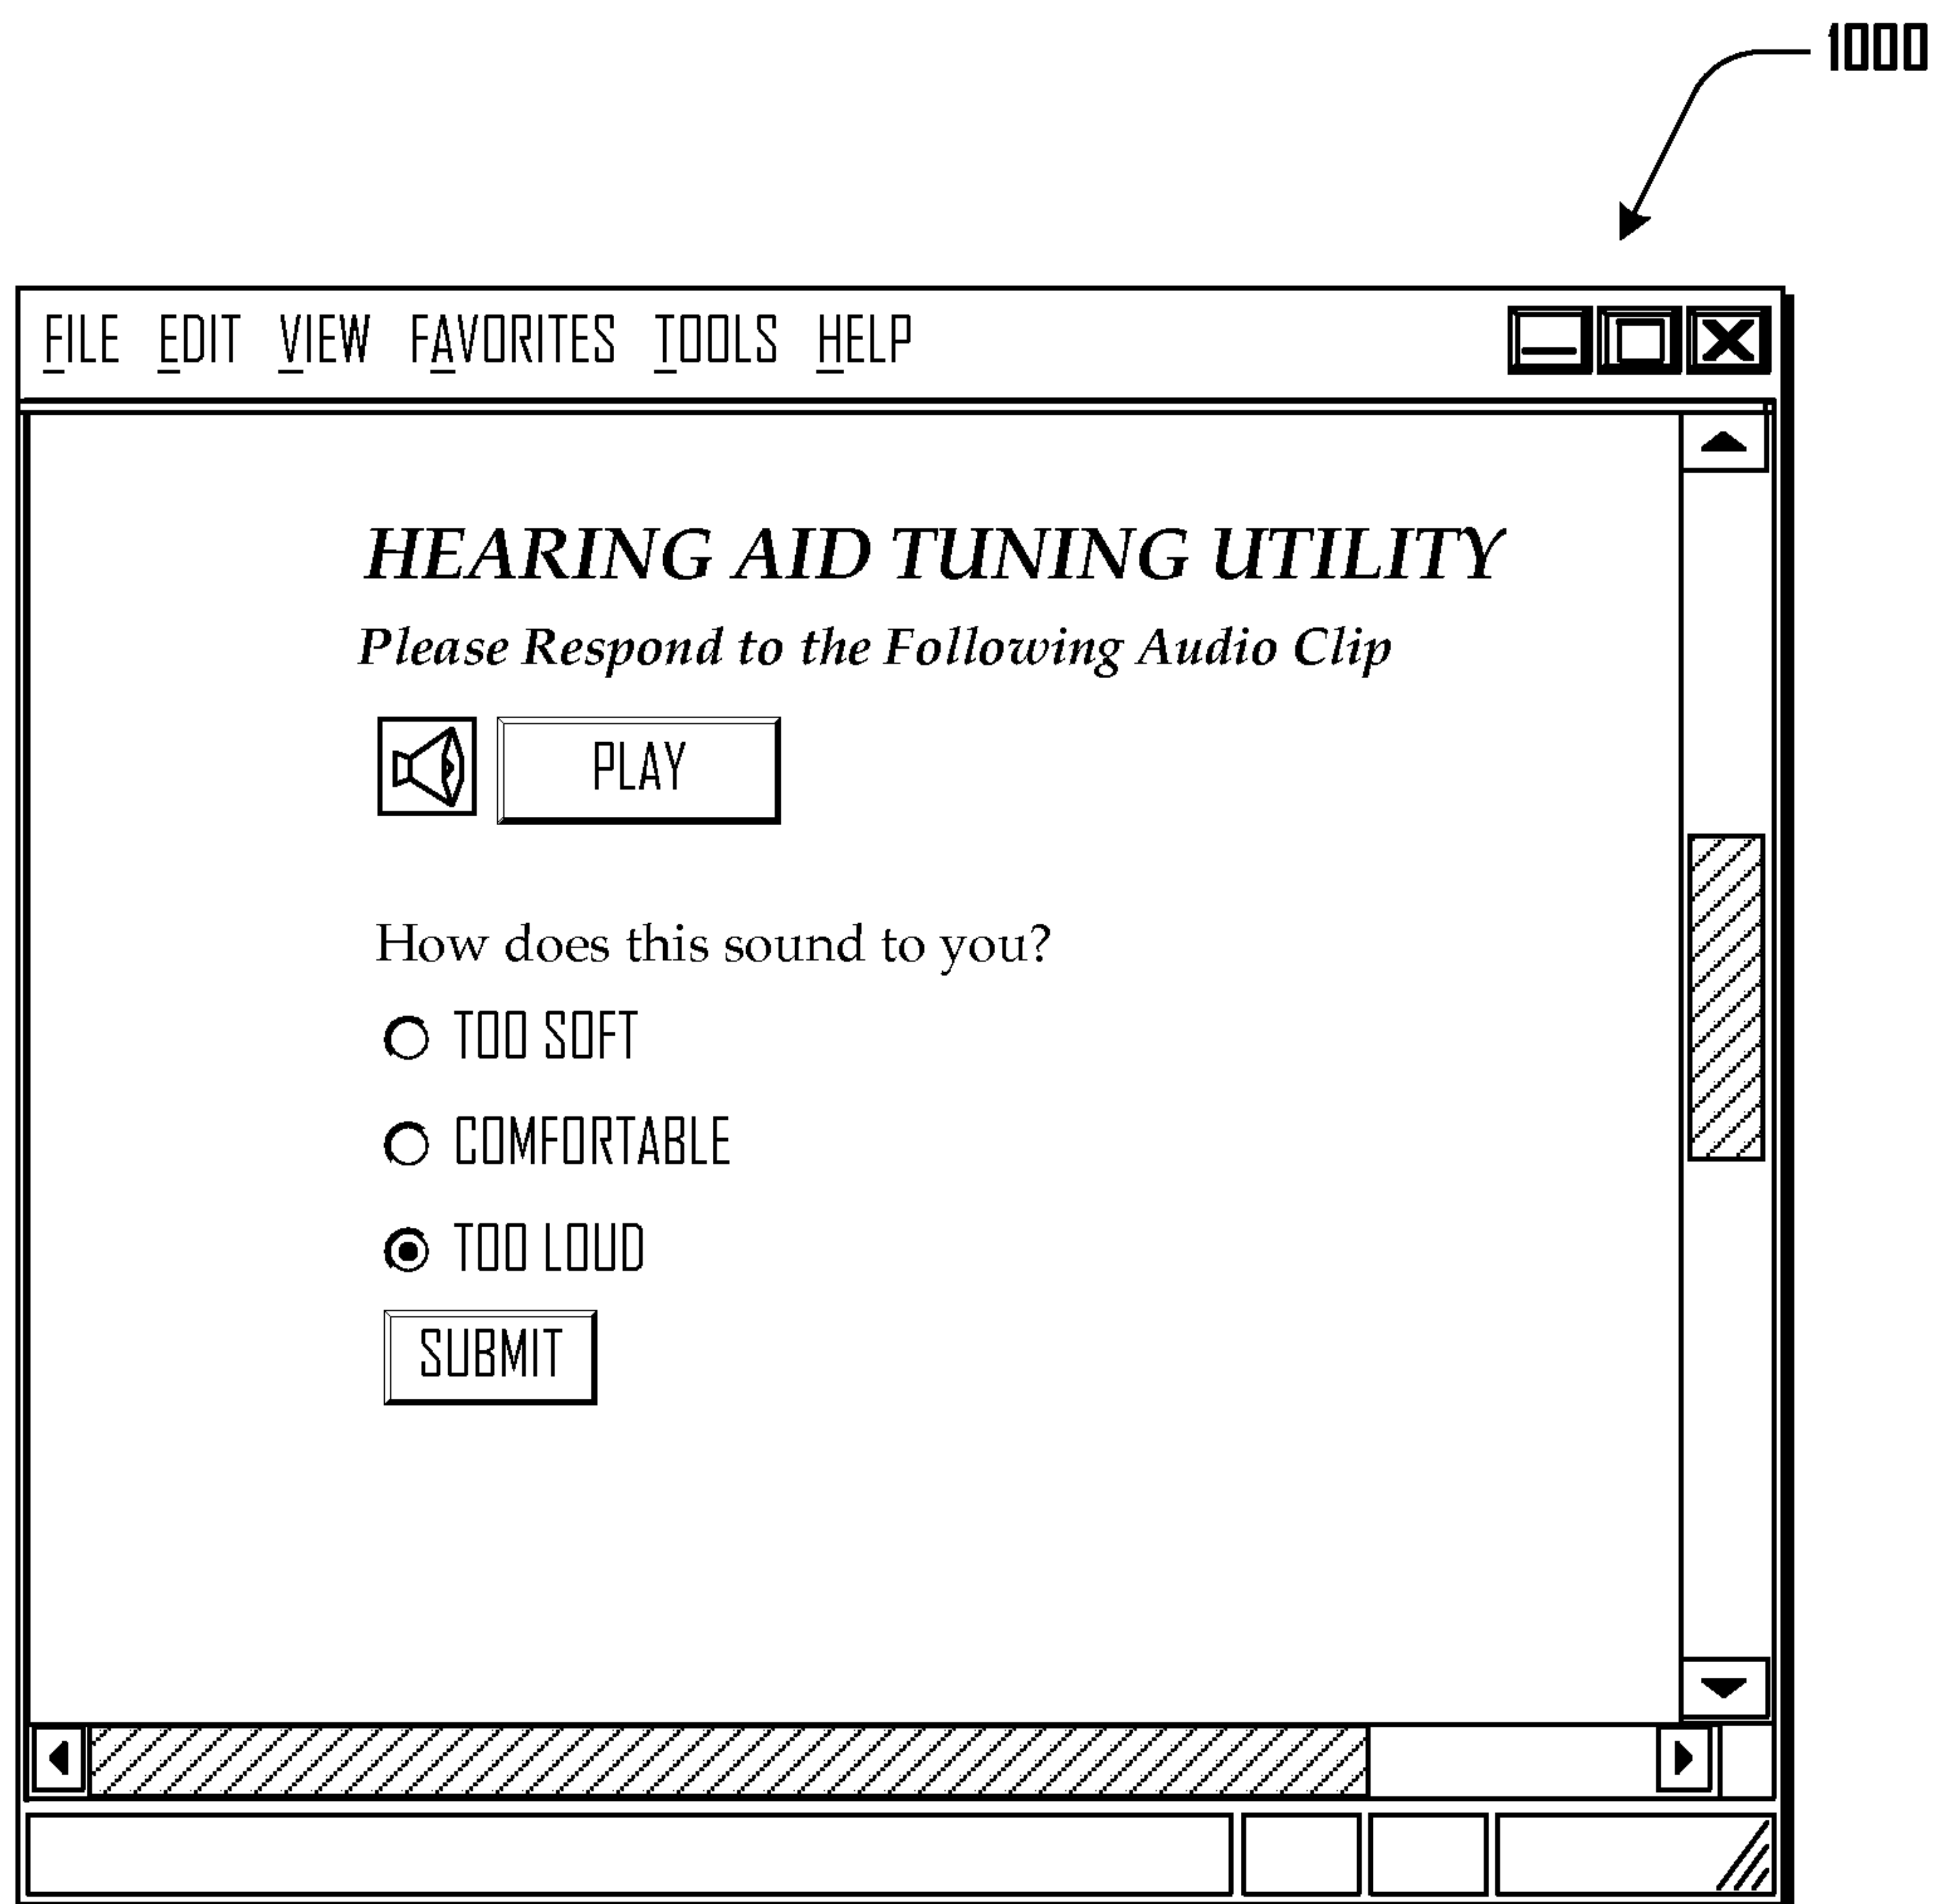 1000
FILE EDIT VIEW FAVORITES TOOLS HELP
HEARING AID TUNING UTILITY
Please Respond to the Following Audio Clip
PLAY
How does this sound to you?
TOO SOFT
COMFORTABLE
TOO LOUD
SUBMIT